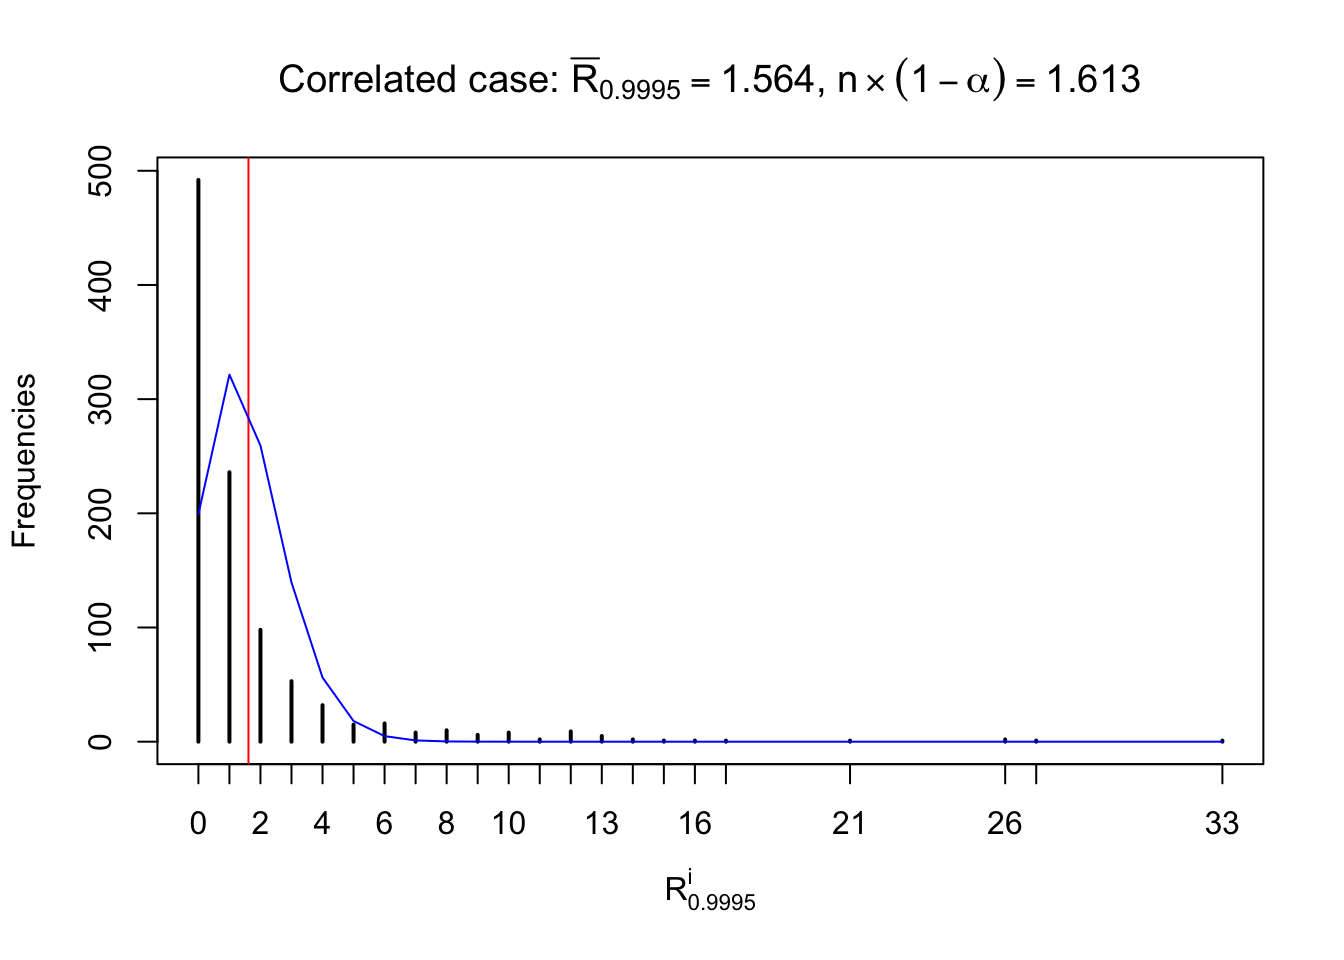 Correlated case: R̅₀.₉₉₉₅ = 1.564, n × (1 − α) = 1.613
500
400
300
200
100
0
Frequencies
0 2 4 6 8 10 13 16 21 26 33
Rⁱ₀.₉₉₉₅